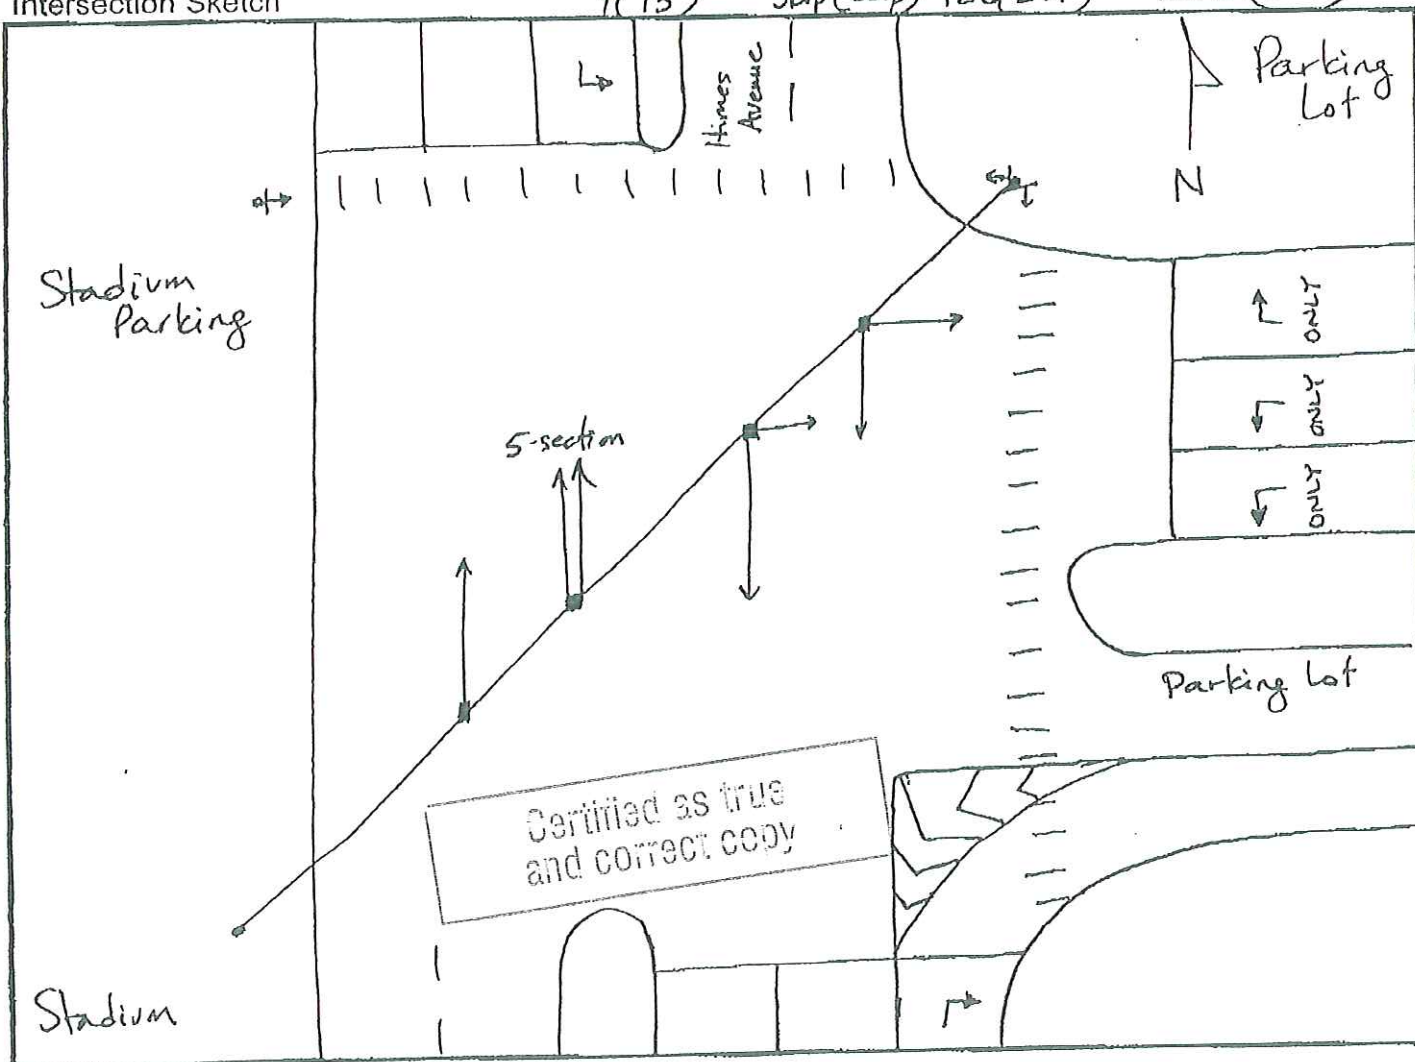 Intersection Sketch
Himes
Avenue
Parking
Lot
N
Stadium
Parking
ONLY
ONLY
ONLY
5-section
Parking Lot
Certified as true
and correct copy
Stadium